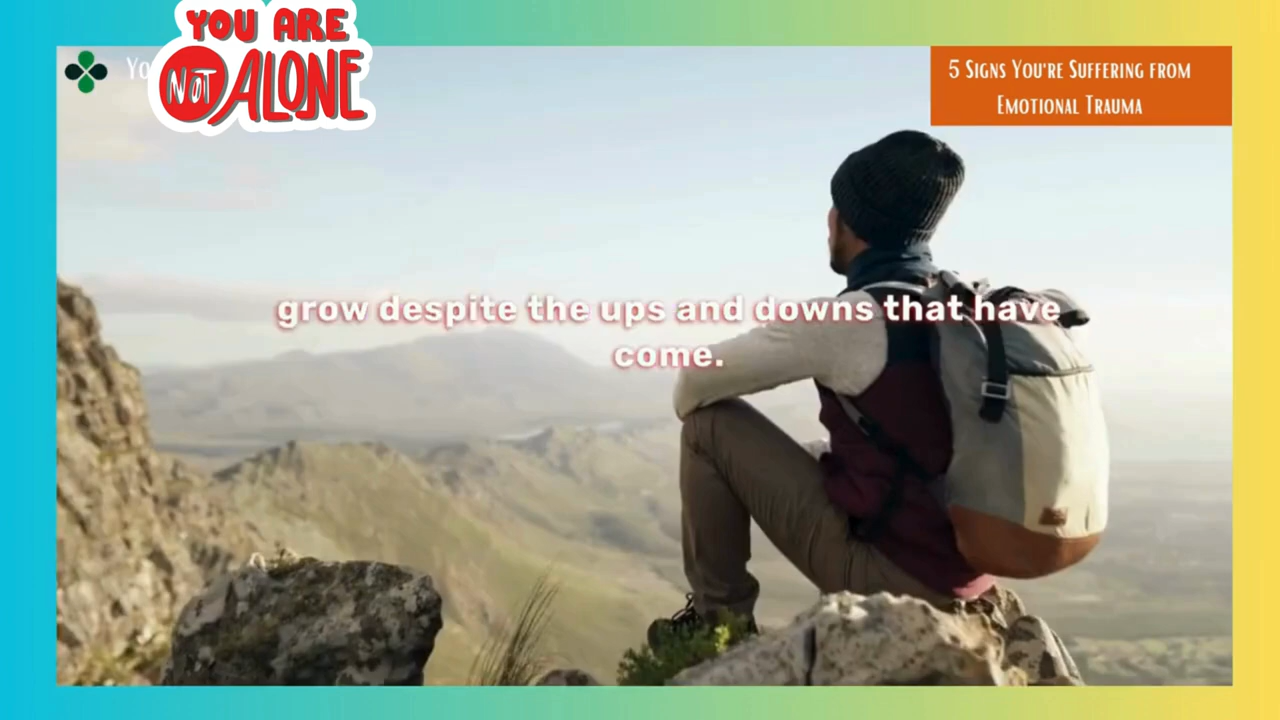 YOU ARE
NOT ALONE
Yo
5 Signs You're Suffering from
Emotional Trauma
grow despite the ups and downs that have
come.